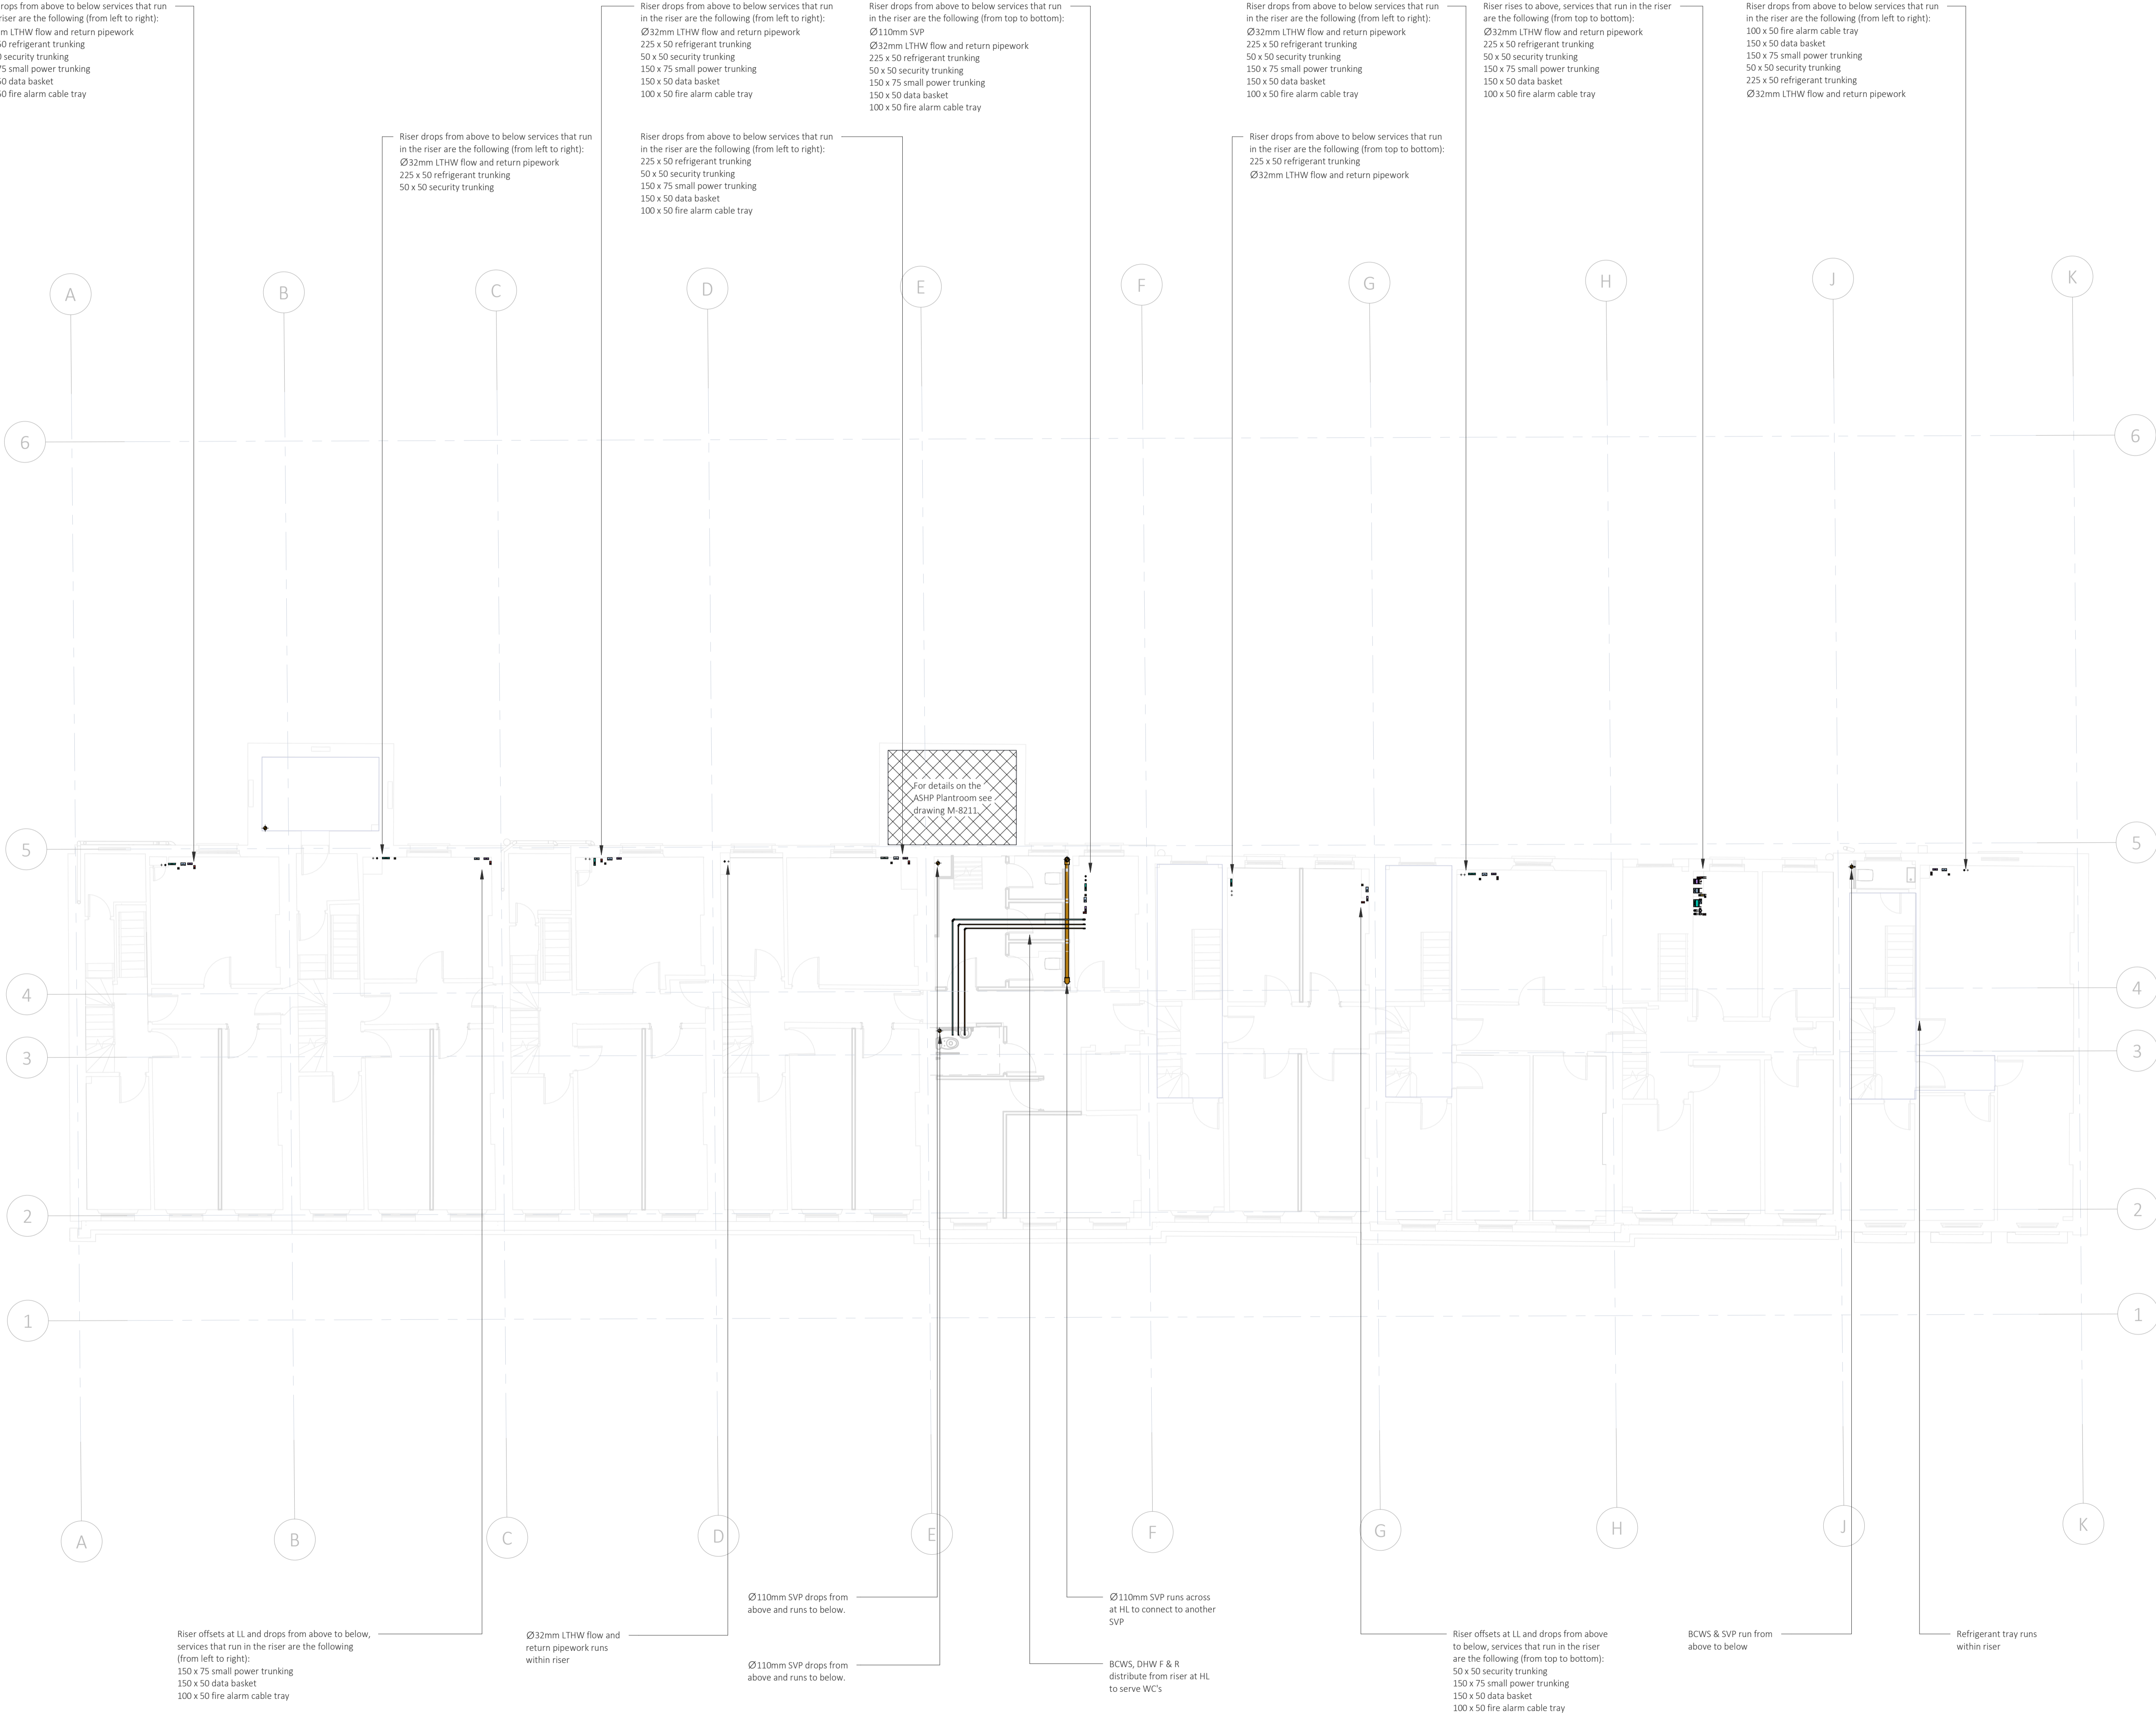 drops from above to below services that run
riser are the following (from left to right):
LTHW flow and return pipework
refrigerant trunking
security trunking
small power trunking
data basket
fire alarm cable tray
Riser drops from above to below services that run
in the riser are the following (from left to right):
Ø32mm LTHW flow and return pipework
225 x 50 refrigerant trunking
50 x 50 security trunking
150 x 75 small power trunking
150 x 50 data basket
100 x 50 fire alarm cable tray
Riser drops from above to below services that run
in the riser are the following (from top to bottom):
Ø110mm SVP
Ø32mm LTHW flow and return pipework
225 x 50 refrigerant trunking
50 x 50 security trunking
150 x 75 small power trunking
150 x 50 data basket
100 x 50 fire alarm cable tray
Riser drops from above to below services that run
in the riser are the following (from left to right):
Ø32mm LTHW flow and return pipework
225 x 50 refrigerant trunking
50 x 50 security trunking
150 x 75 small power trunking
150 x 50 data basket
100 x 50 fire alarm cable tray
Riser rises to above, services that run in the riser
are the following (from top to bottom):
Ø32mm LTHW flow and return pipework
225 x 50 refrigerant trunking
50 x 50 security trunking
150 x 75 small power trunking
150 x 50 data basket
100 x 50 fire alarm cable tray
Riser drops from above to below services that run
in the riser are the following (from left to right):
100 x 50 fire alarm cable tray
150 x 50 data basket
150 x 75 small power trunking
50 x 50 security trunking
225 x 50 refrigerant trunking
Ø32mm LTHW flow and return pipework
Riser drops from above to below services that run
in the riser are the following (from left to right):
Ø32mm LTHW flow and return pipework
225 x 50 refrigerant trunking
50 x 50 security trunking
Riser drops from above to below services that run
in the riser are the following (from left to right):
225 x 50 refrigerant trunking
50 x 50 security trunking
150 x 75 small power trunking
150 x 50 data basket
100 x 50 fire alarm cable tray
Riser drops from above to below services that run
in the riser are the following (from top to bottom):
225 x 50 refrigerant trunking
Ø32mm LTHW flow and return pipework
A
B
C
D
E
F
G
H
J
K
6
6
For details on the
ASHP Plantroom see
drawing M-8211.
5
5
4
4
3
3
2
2
1
1
A
B
C
D
E
F
G
H
J
K
Ø110mm SVP drops from
above and runs to below.
Ø110mm SVP runs across
at HL to connect to another
SVP
Riser offsets at LL and drops from above to below,
services that run in the riser are the following
(from left to right):
150 x 75 small power trunking
150 x 50 data basket
100 x 50 fire alarm cable tray
Ø32mm LTHW flow and
return pipework runs
within riser
Ø110mm SVP drops from
above and runs to below.
BCWS, DHW F & R
distribute from riser at HL
to serve WC's
Riser offsets at LL and drops from above
to below, services that run in the riser
are the following (from top to bottom):
50 x 50 security trunking
150 x 75 small power trunking
150 x 50 data basket
100 x 50 fire alarm cable tray
BCWS & SVP run from
above to below
Refrigerant tray runs
within riser